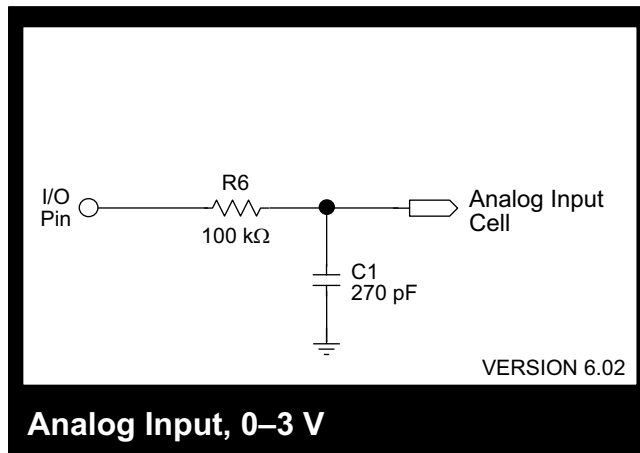 R6
I/O
Pin
100 kΩ
Analog Input
Cell
C1
270 pF
VERSION 6.02
Analog Input, 0–3 V